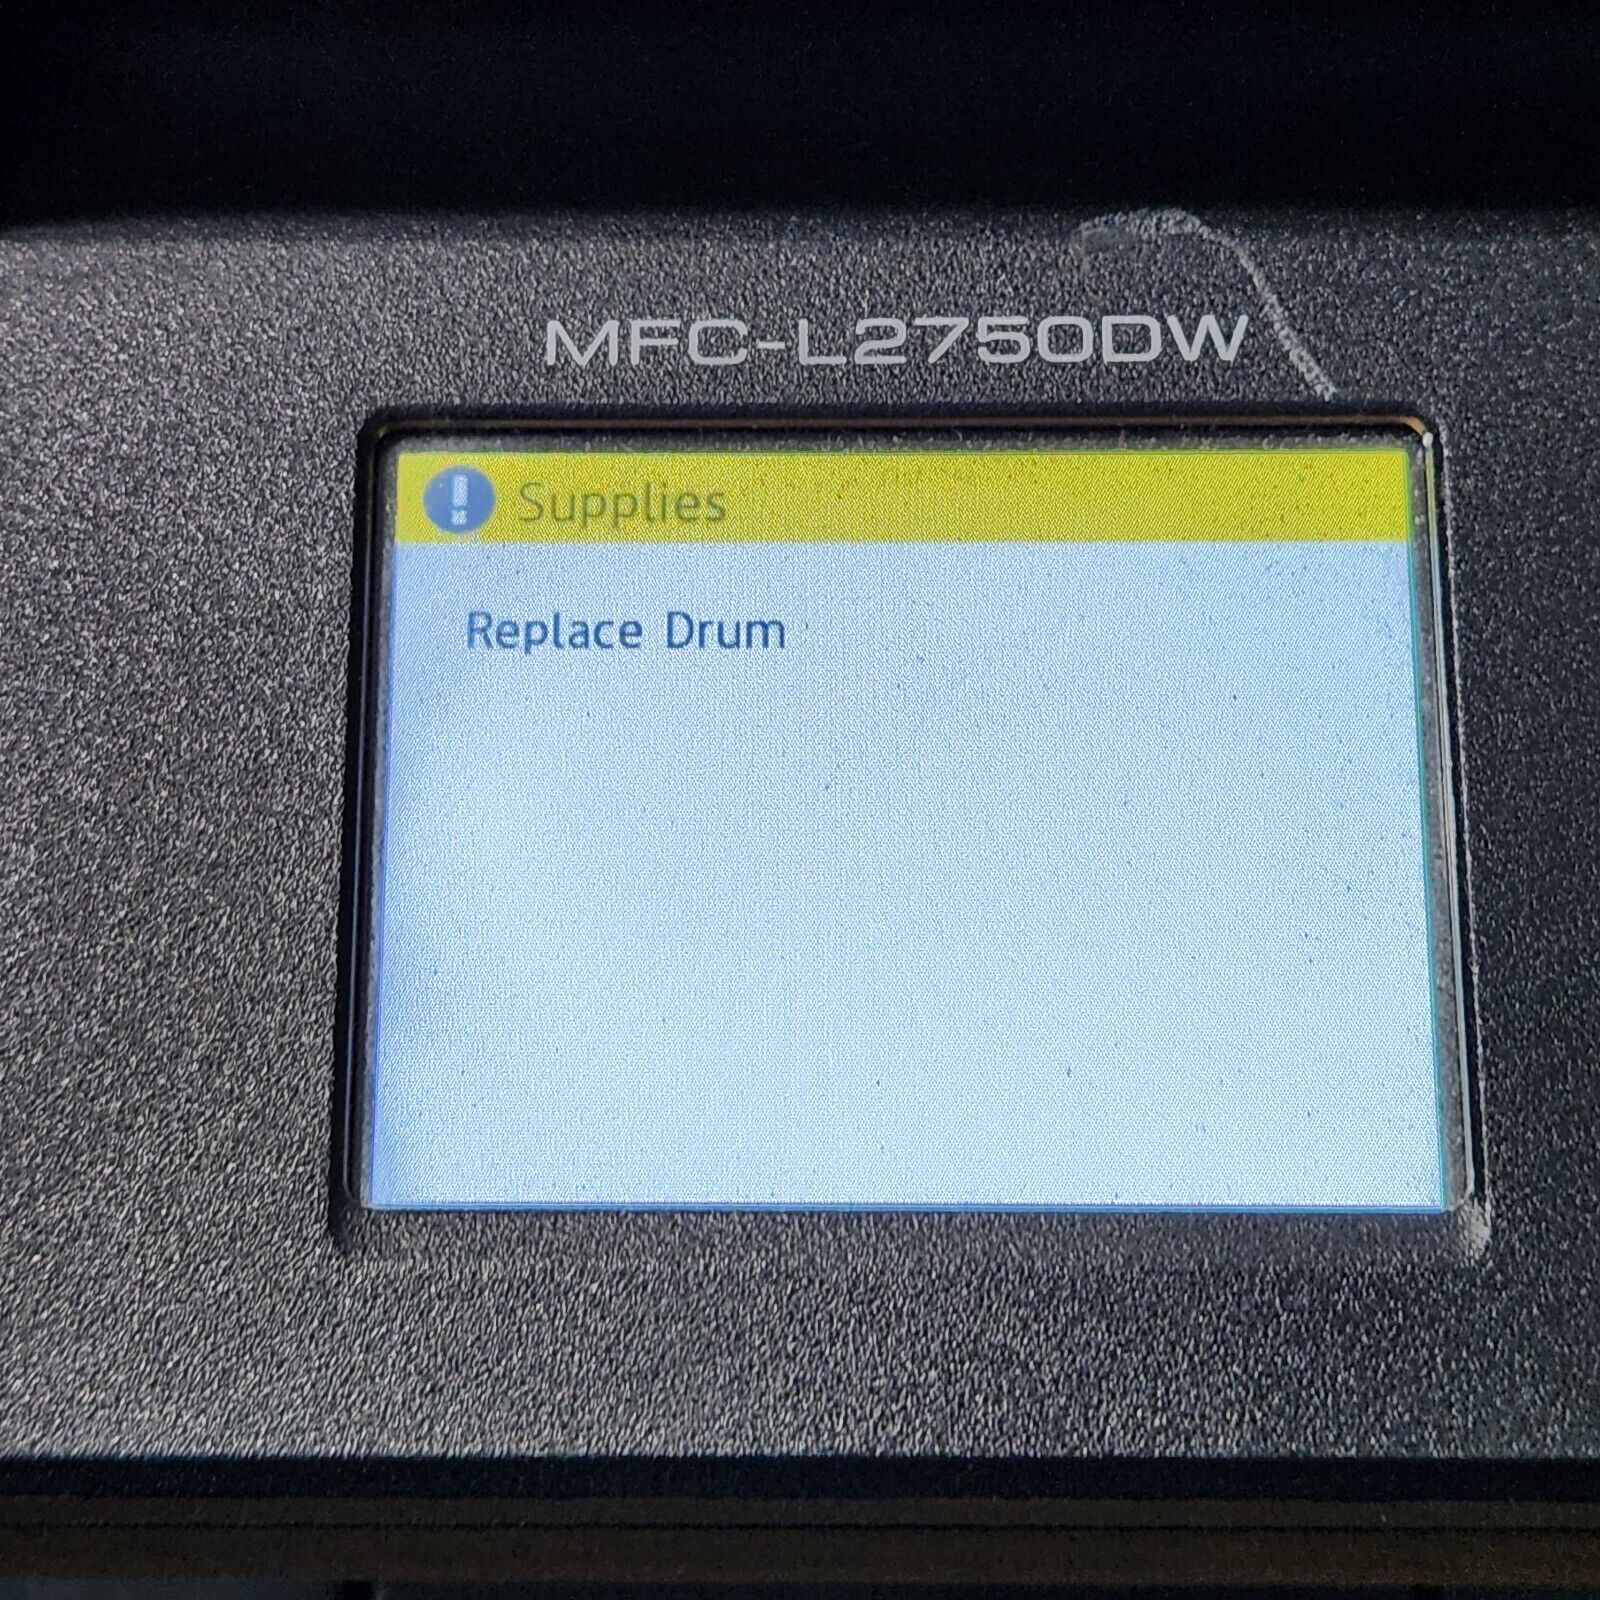 MFC-L2750DW
Supplies
Replace Drum